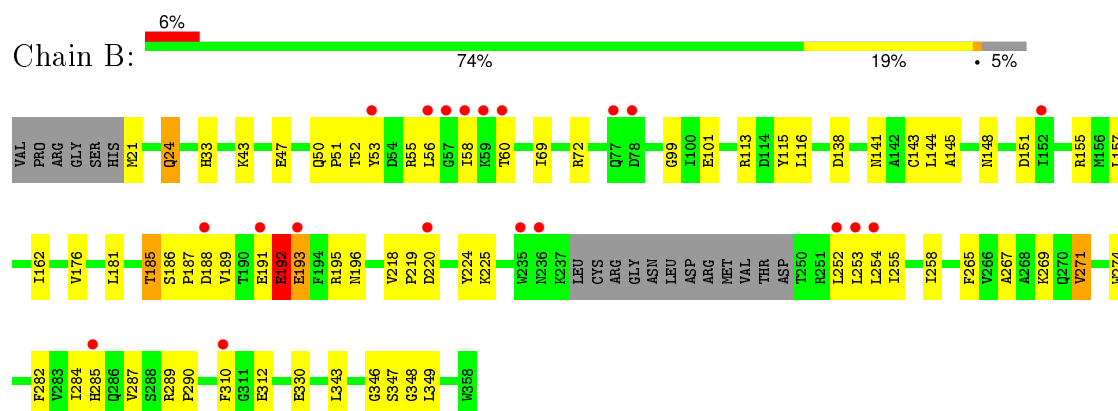 6%
Chain B:
74% 19% • 5%
VAL PRO ARG GLY SER HIS M21 Q24 H33 K43 E47 Q50 P51 T52 Y53 D54 R55 L56 G57 I58 K59 T60 I69 R72 Q77 D78 G99 I100 E101 R113 D114 Y115 L116 D138 N141 A142 C143 L144 A145 N148 D151 I152 R155 M156 L157
I162 V176 L181 T185 S186 P187 D188 V189 T190 E191 E192 E193 F194 R195 N196 V218 P219 D220 Y224 K225 W235 N236 K237 LEU CYS ARG GLY ASN LEU ASP ARG MET VAL THR ASP T250 R251 L252 L253 L254 I255 I258 F265 V266 A267 A268 K269 Q270 V271 W274
F282 V283 I284 H285 Q286 V287 S288 R289 P290 F310 G311 E312 E330 L343 G346 S347 G348 L349 W358